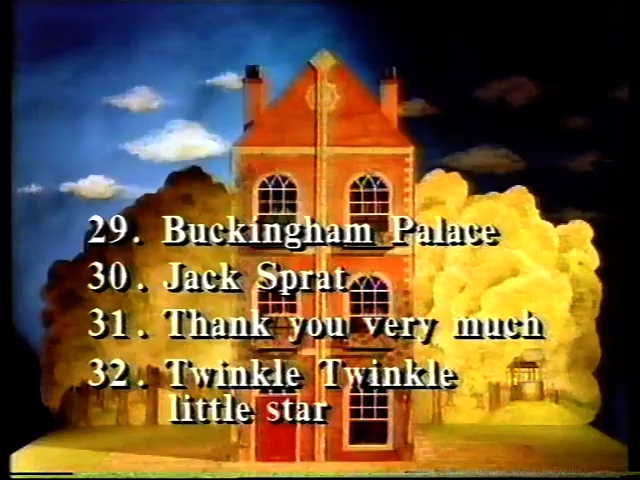 29. Buckingham Palace
30. Jack Sprat
31. Thank you very much
32. Twinkle Twinkle
little star